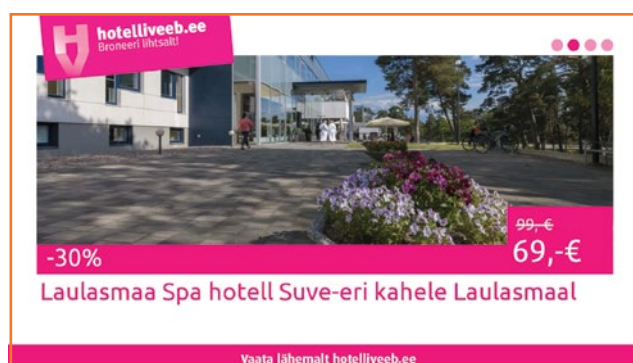 hotelliveeb.ee
Broneeri lihtsalt!
99,-€
-30%
69,-€
Laulasmaa Spa hotell Suve-eri kahele Laulasmaal
Vaata lähemalt hotelliveeb.ee